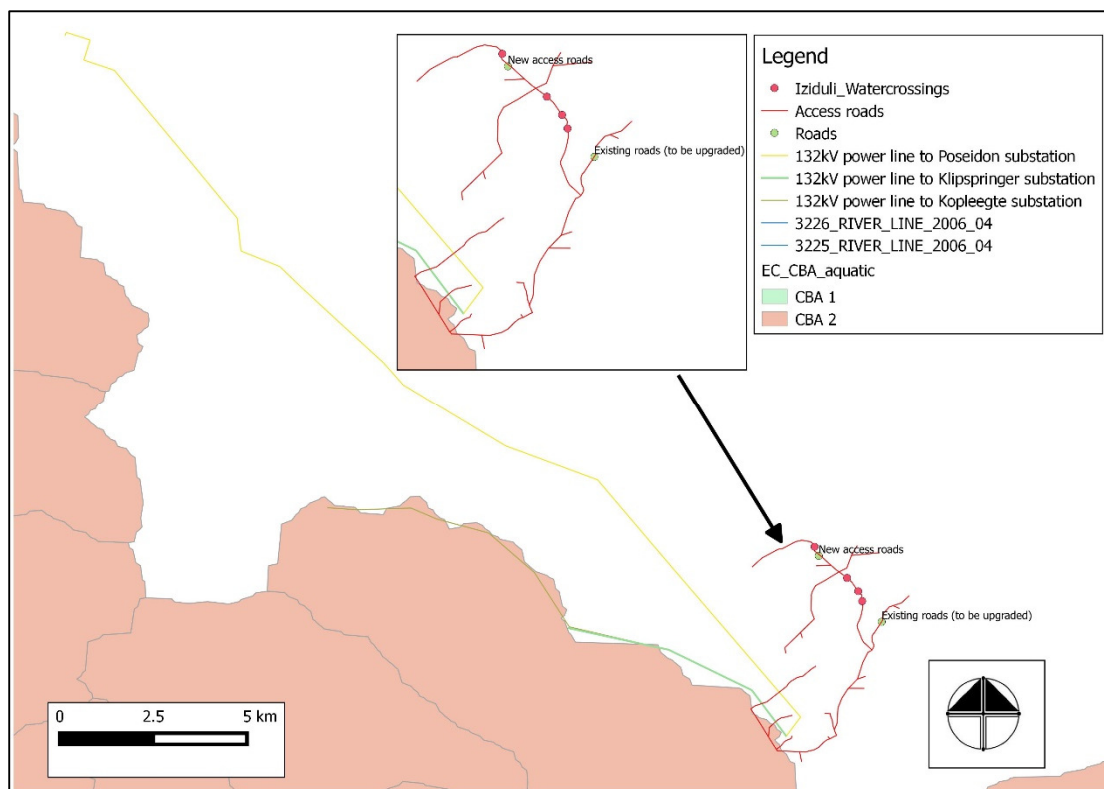 New access roads
Existing roads (to be upgraded)
Legend
Iziduli_Watercrossings
Access roads
Roads
132kV power line to Poseidon substation
132kV power line to Klipspringer substation
132kV power line to Kopleegte substation
3226_RIVER_LINE_2006_04
3225_RIVER_LINE_2006_04
EC_CBA_aquatic
CBA 1
CBA 2
New access roads
Existing roads (to be upgraded)
0 2.5 5 km